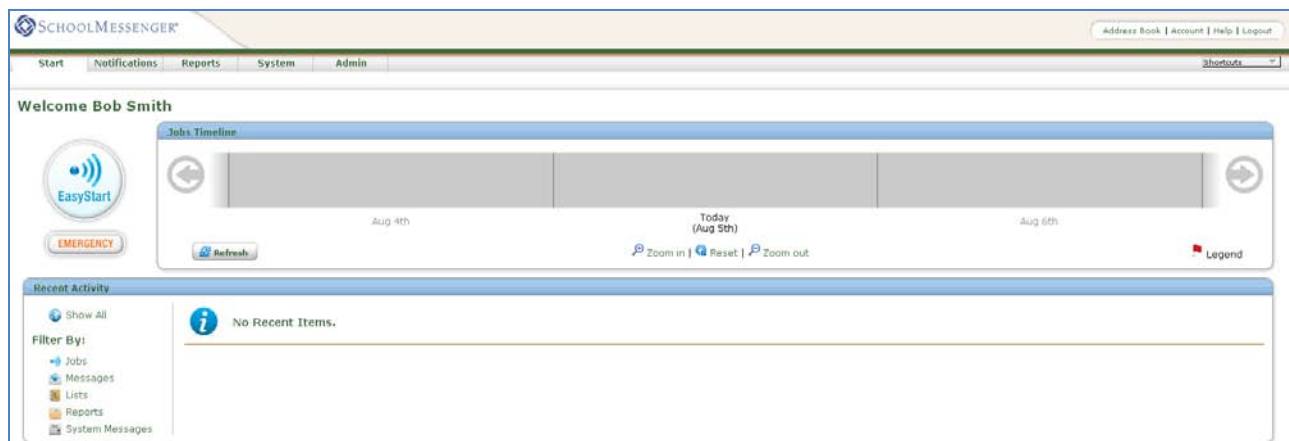 SCHOOLMESSENGER®
Address Book | Account | Help | Logout
Start Notifications Reports System Admin
Shortcuts
Welcome Bob Smith
Jobs Timeline
EasyStart
EMERGENCY
Aug 4th
Today
(Aug 5th)
Aug 6th
Refresh
Zoom in | Reset | Zoom out
Legend
Recent Activity
Show All
No Recent Items.
Filter By:
Jobs
Messages
Lists
Reports
System Messages